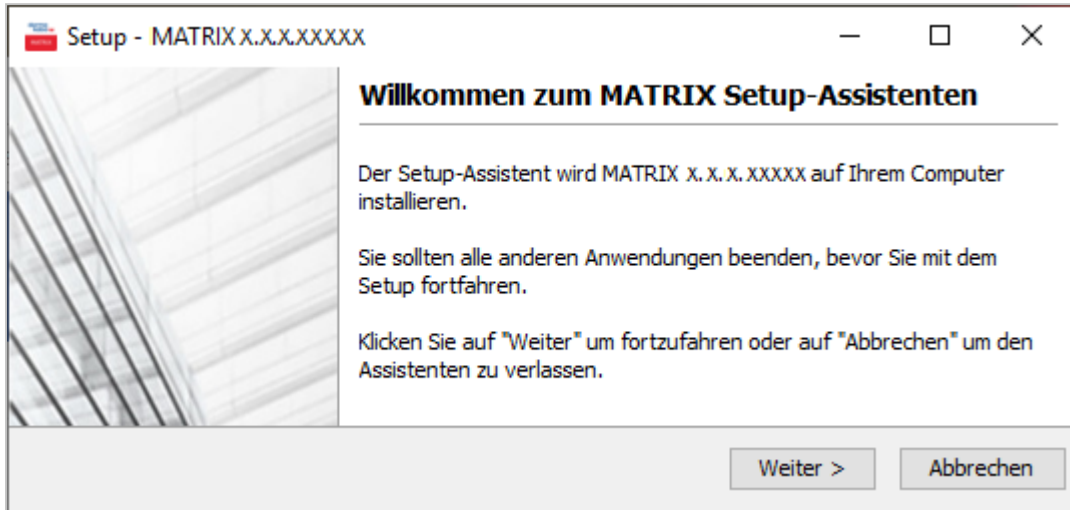 Setup - MATRIX X.X.X.XXXXX
Willkommen zum MATRIX Setup-Assistenten
Der Setup-Assistent wird MATRIX X.X.X.XXXXX auf Ihrem Computer
installieren.
Sie sollten alle anderen Anwendungen beenden, bevor Sie mit dem
Setup fortfahren.
Klicken Sie auf "Weiter" um fortzufahren oder auf "Abbrechen" um den
Assistenten zu verlassen.
Weiter >
Abbrechen